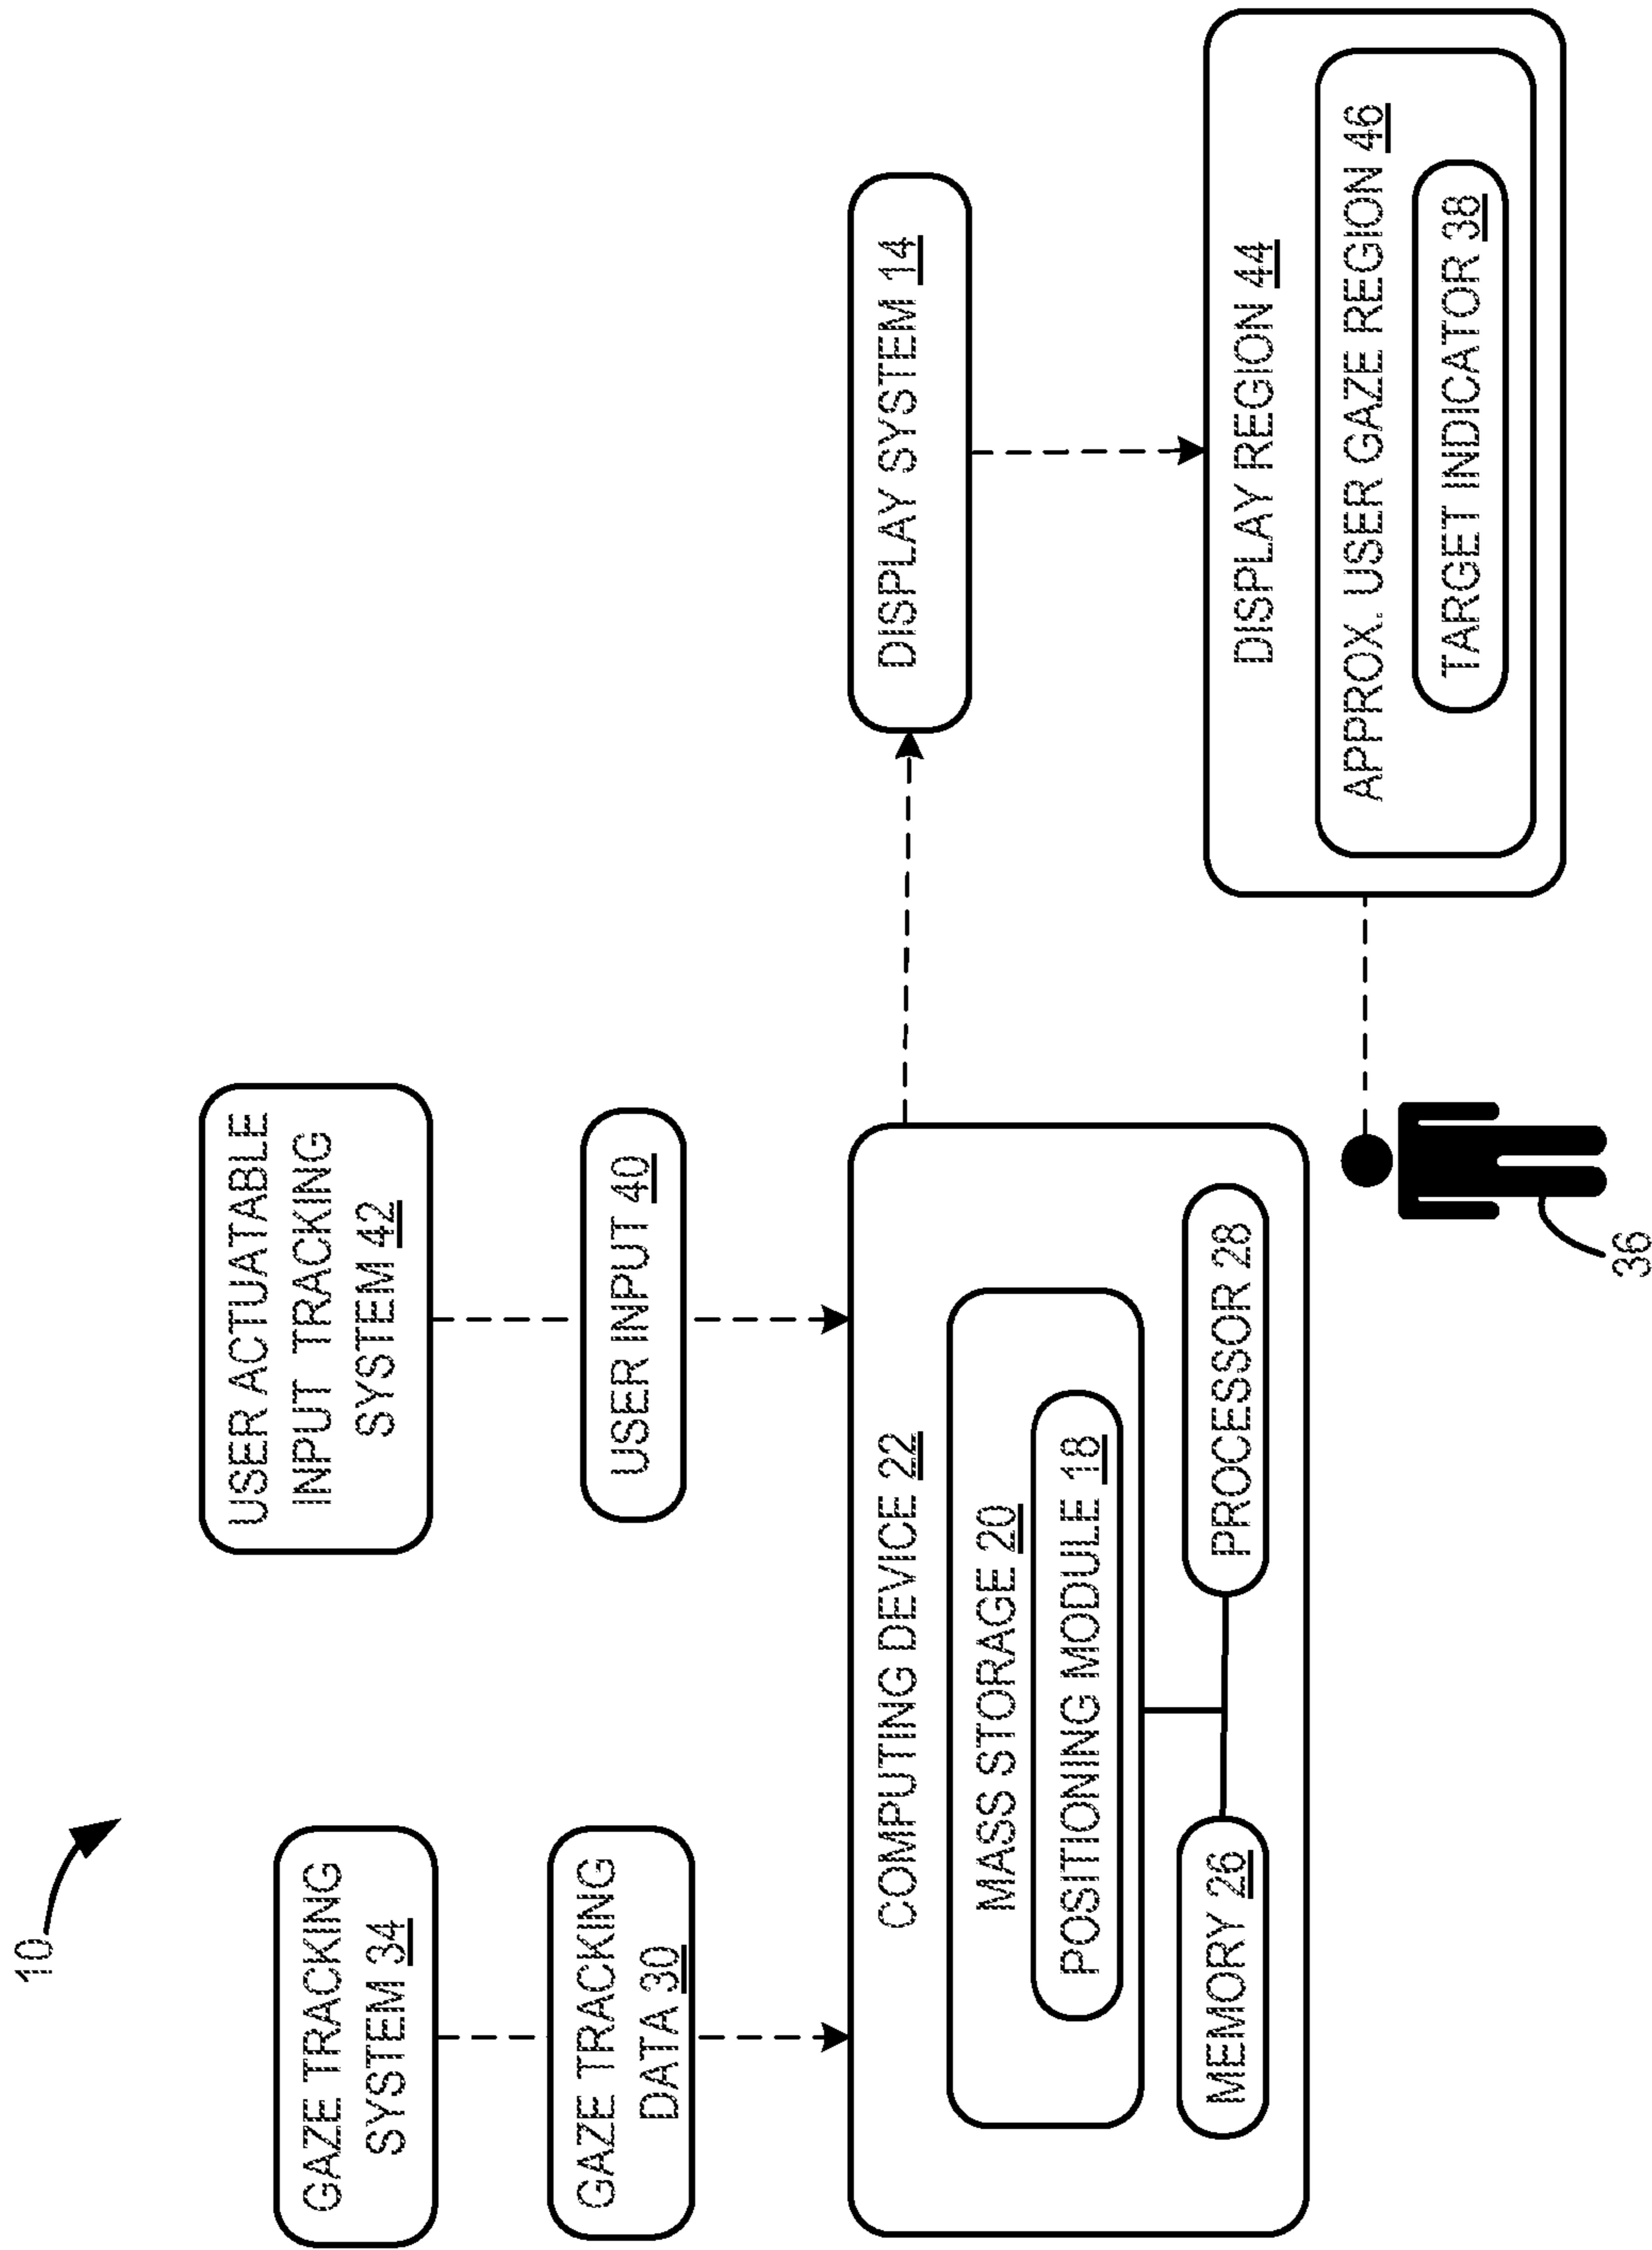 10
GAZE TRACKING
SYSTEM 34
GAZE TRACKING
DATA 30
USER ACTUATABLE
INPUT TRACKING
SYSTEM 42
USER INPUT 40
COMPUTING DEVICE 22
MASS STORAGE 20
POSITIONING MODULE 18
MEMORY 26
PROCESSOR 28
DISPLAY SYSTEM 14
DISPLAY REGION 44
APPROX. USER GAZE REGION 46
TARGET INDICATOR 38
36